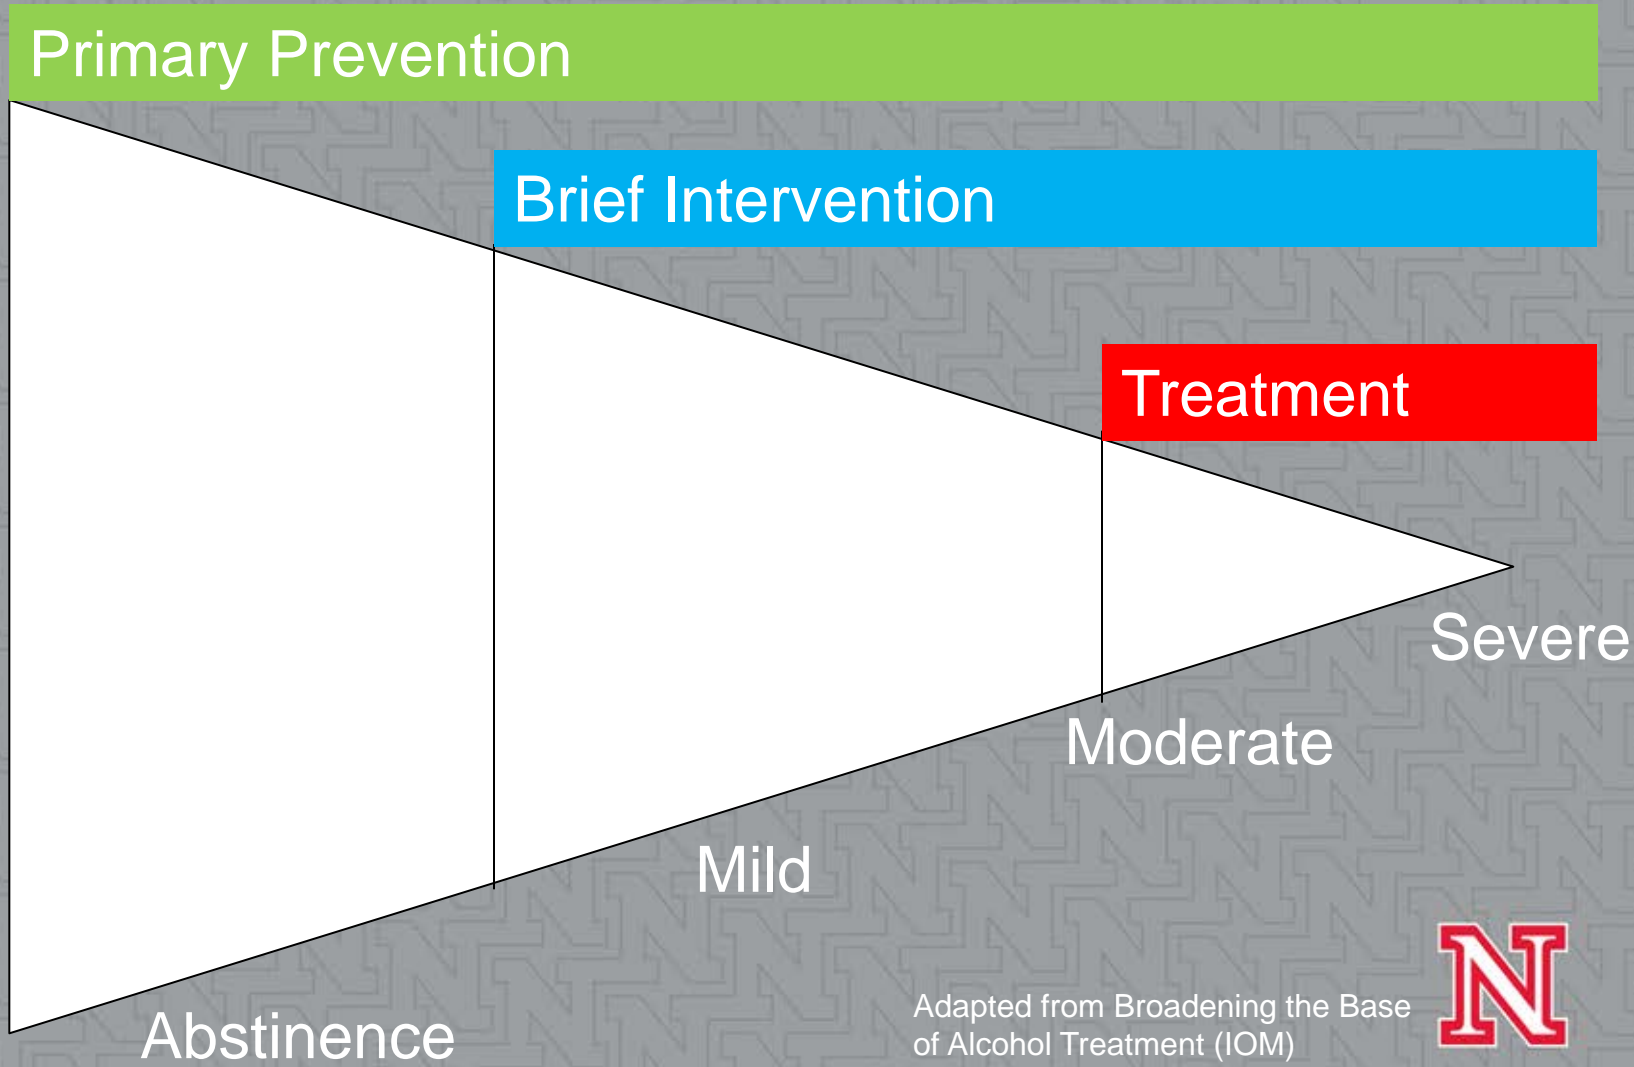 Primary Prevention
Brief Intervention
Treatment
Severe
Moderate
Mild
Abstinence
Adapted from Broadening the Base
of Alcohol Treatment (IOM)
N